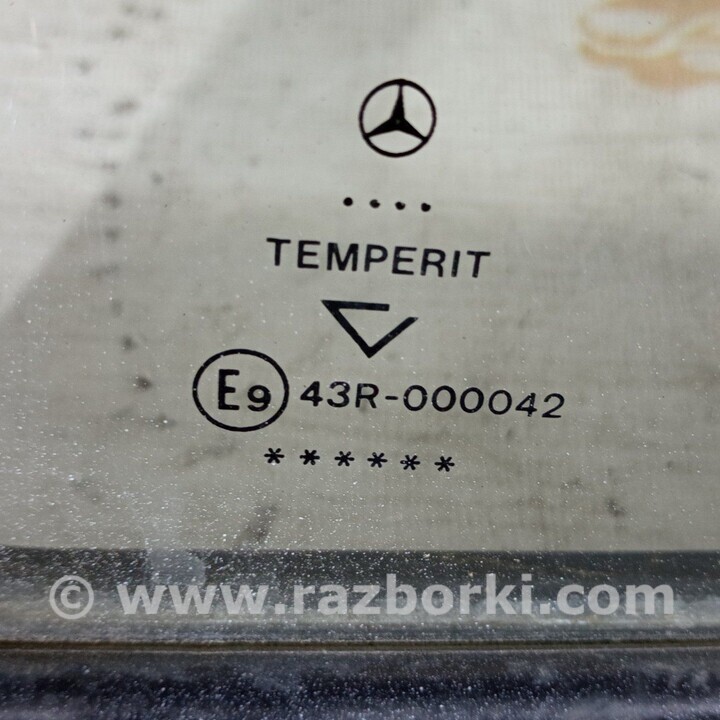 ....
TEMPERIT
E9 43R-000042
******
© www.razborki.com